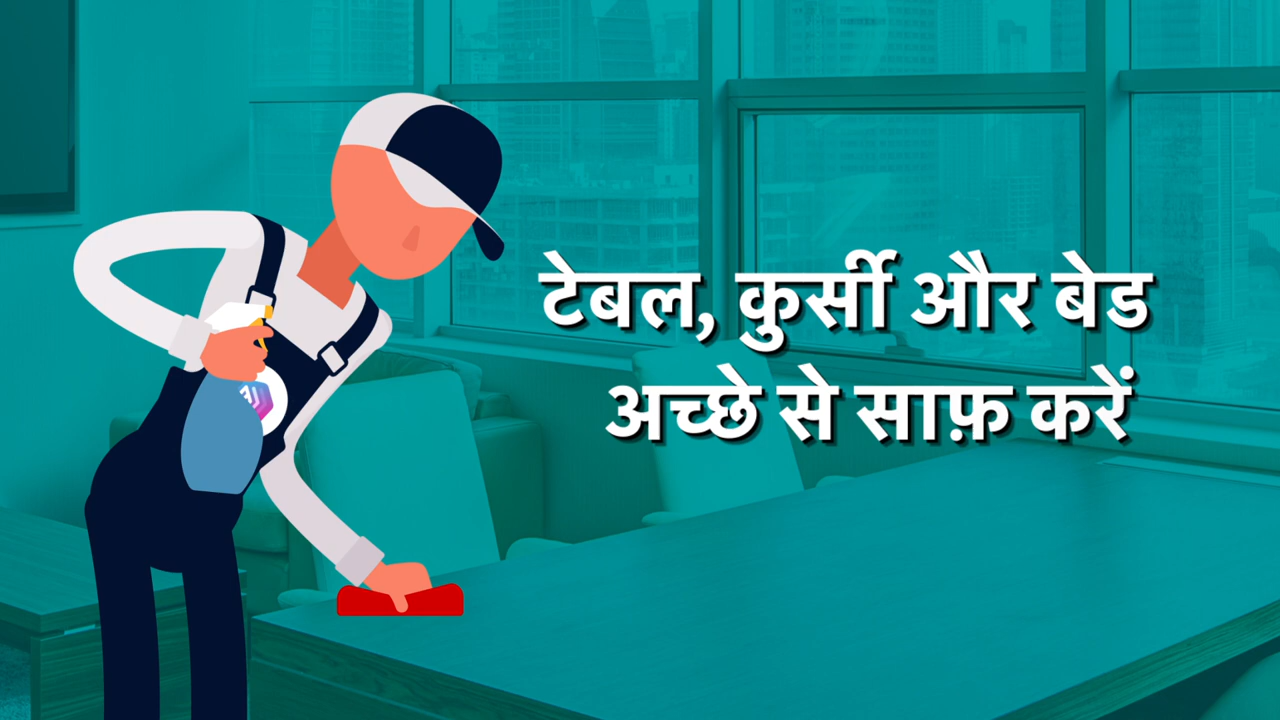 टेबल, कुर्सी और बेड
अच्छे से साफ़ करें